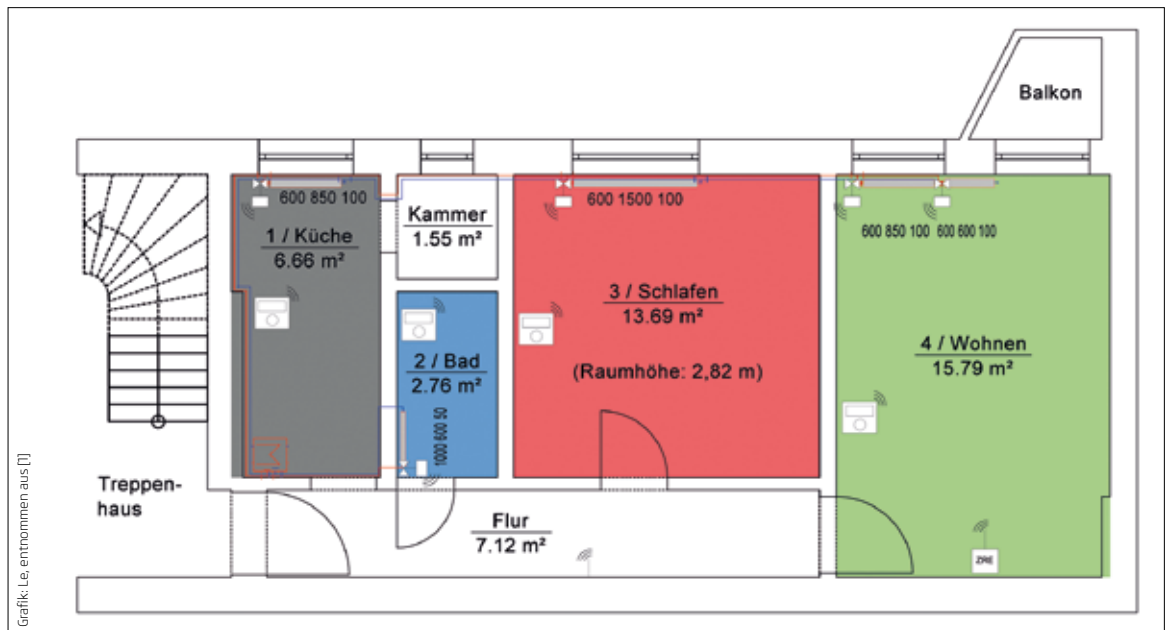 Balkon
600 850 100
Kammer
1.55 m²
600 1500 100
600 850 100
600 600 100
1 / Küche
6.66 m²
3 / Schlafen
13.69 m²
(Raumhöhe: 2,82 m)
4 / Wohnen
15.79 m²
2 / Bad
2.76 m²
1000 600 50
Treppen-
haus
Flur
7.12 m²
ZRE
Grafik: Le, entnommen aus [1]